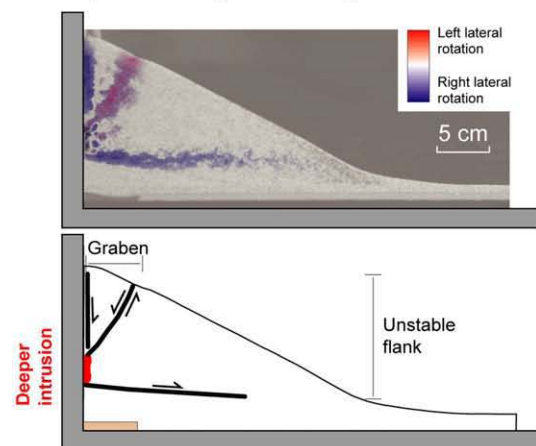 Left lateral
rotation
Right lateral
rotation
5 cm
Graben
Unstable
flank
Deeper
intrusion